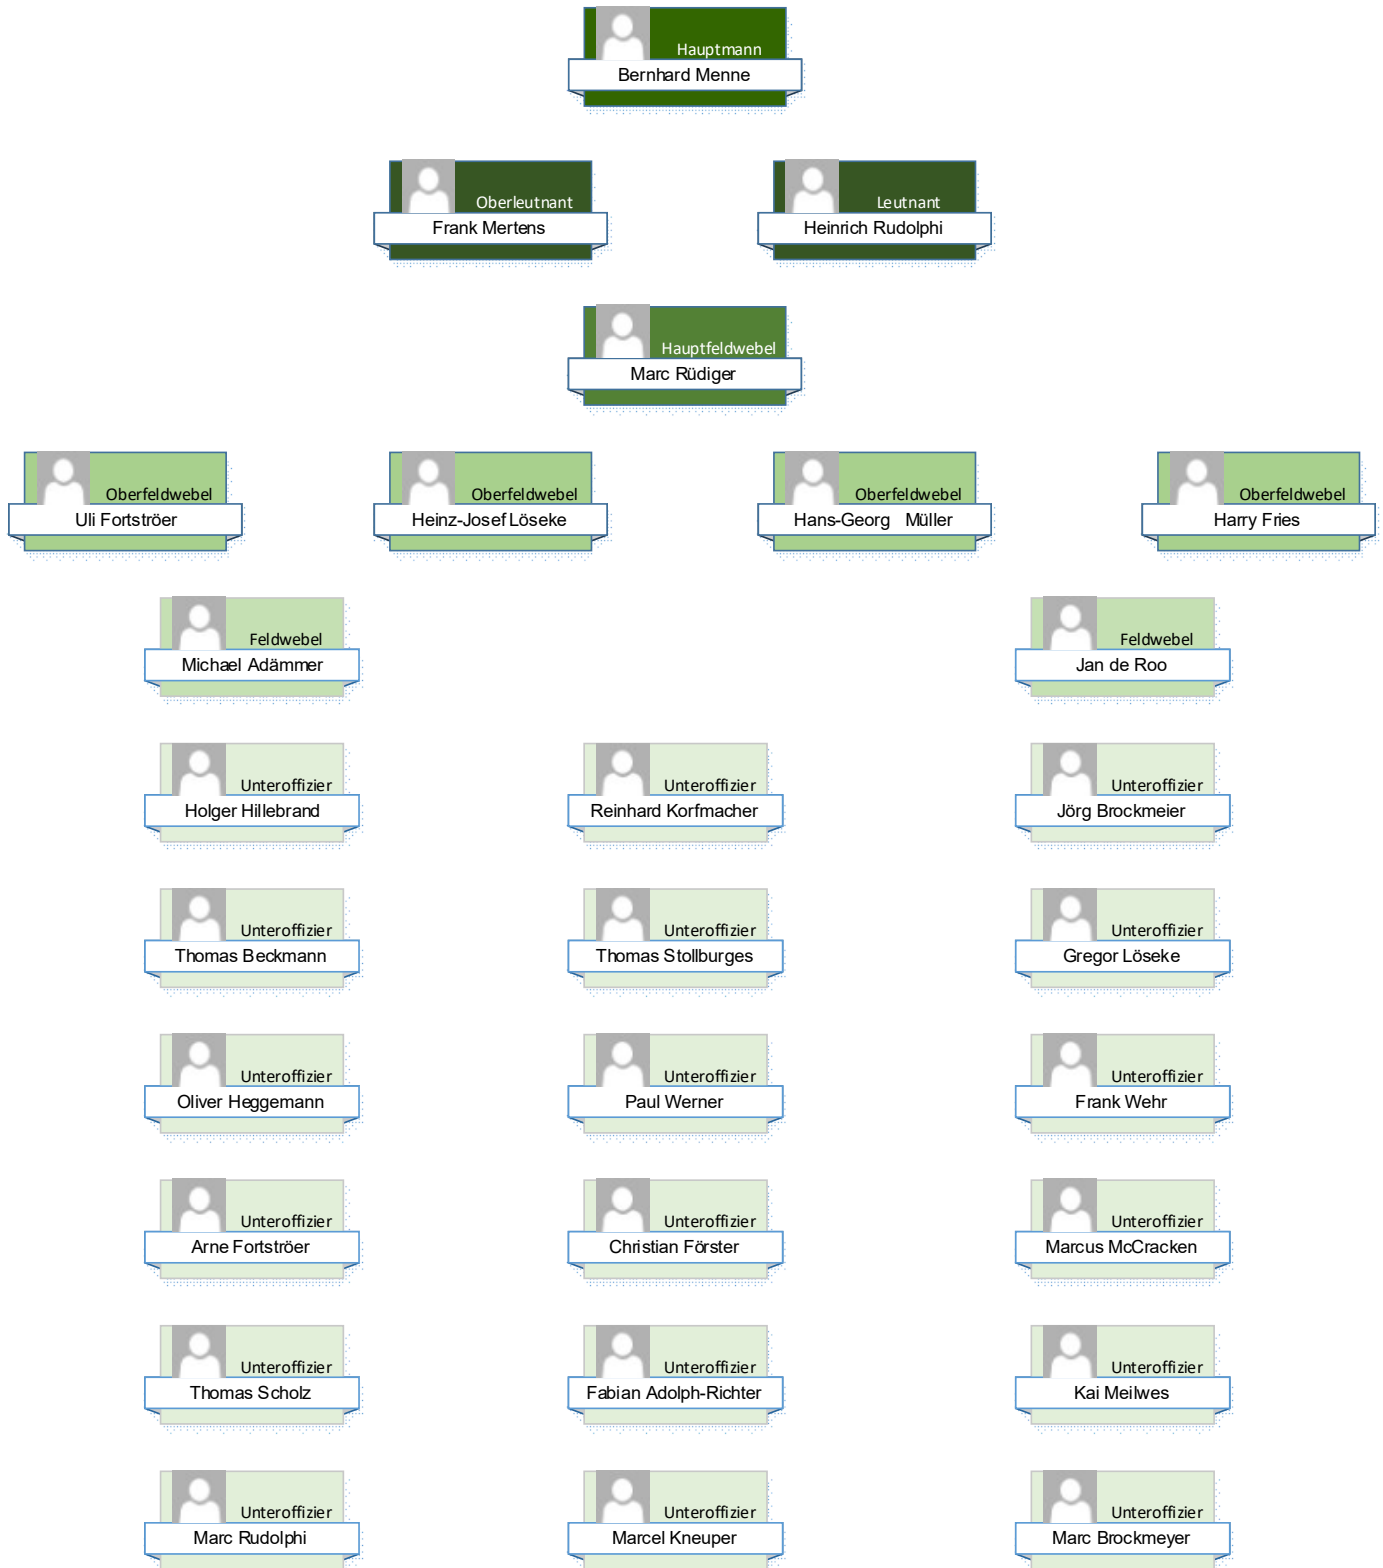 Hauptmann
Bernhard Menne
Oberleutnant
Frank Mertens
Leutnant
Heinrich Rudolphi
Hauptfeldwebel
Marc Rüdiger
Oberfeldwebel
Uli Fortströer
Oberfeldwebel
Heinz-Josef Löseke
Oberfeldwebel
Hans-Georg Müller
Oberfeldwebel
Harry Fries
Feldwebel
Michael Adämmer
Feldwebel
Jan de Roo
Unteroffizier
Holger Hillebrand
Unteroffizier
Reinhard Korfmacher
Unteroffizier
Jörg Brockmeier
Unteroffizier
Thomas Beckmann
Unteroffizier
Thomas Stollburges
Unteroffizier
Gregor Löseke
Unteroffizier
Oliver Heggemann
Unteroffizier
Paul Werner
Unteroffizier
Frank Wehr
Unteroffizier
Arne Fortströer
Unteroffizier
Christian Förster
Unteroffizier
Marcus McCracken
Unteroffizier
Thomas Scholz
Unteroffizier
Fabian Adolph-Richter
Unteroffizier
Kai Meilwes
Unteroffizier
Marc Rudolphi
Unteroffizier
Marcel Kneuper
Unteroffizier
Marc Brockmeyer